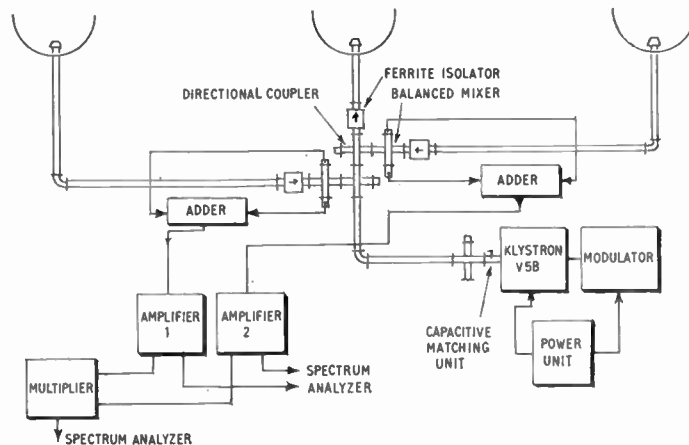 FERRITE ISOLATOR
DIRECTIONAL COUPLER
BALANCED MIXER
ADDER
ADDER
KLYSTRON
V5B
MODULATOR
AMPLIFIER
1
AMPLIFIER
2
CAPACITIVE
MATCHING
UNIT
POWER
UNIT
SPECTRUM
ANALYZER
MULTIPLIER
SPECTRUM ANALYZER